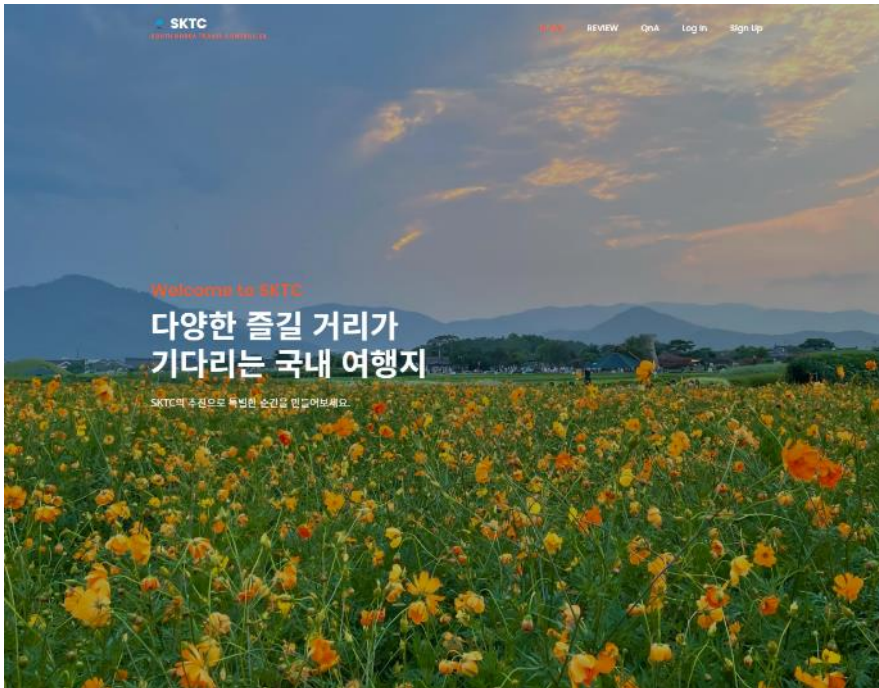 SKTC
REVIEW
QnA
Log in
Sign Up
Welcome to SKTC
다양한 즐길 거리가
기다리는 국내 여행지
SKTC의 추천으로 특별한 순간을 만들어보세요.